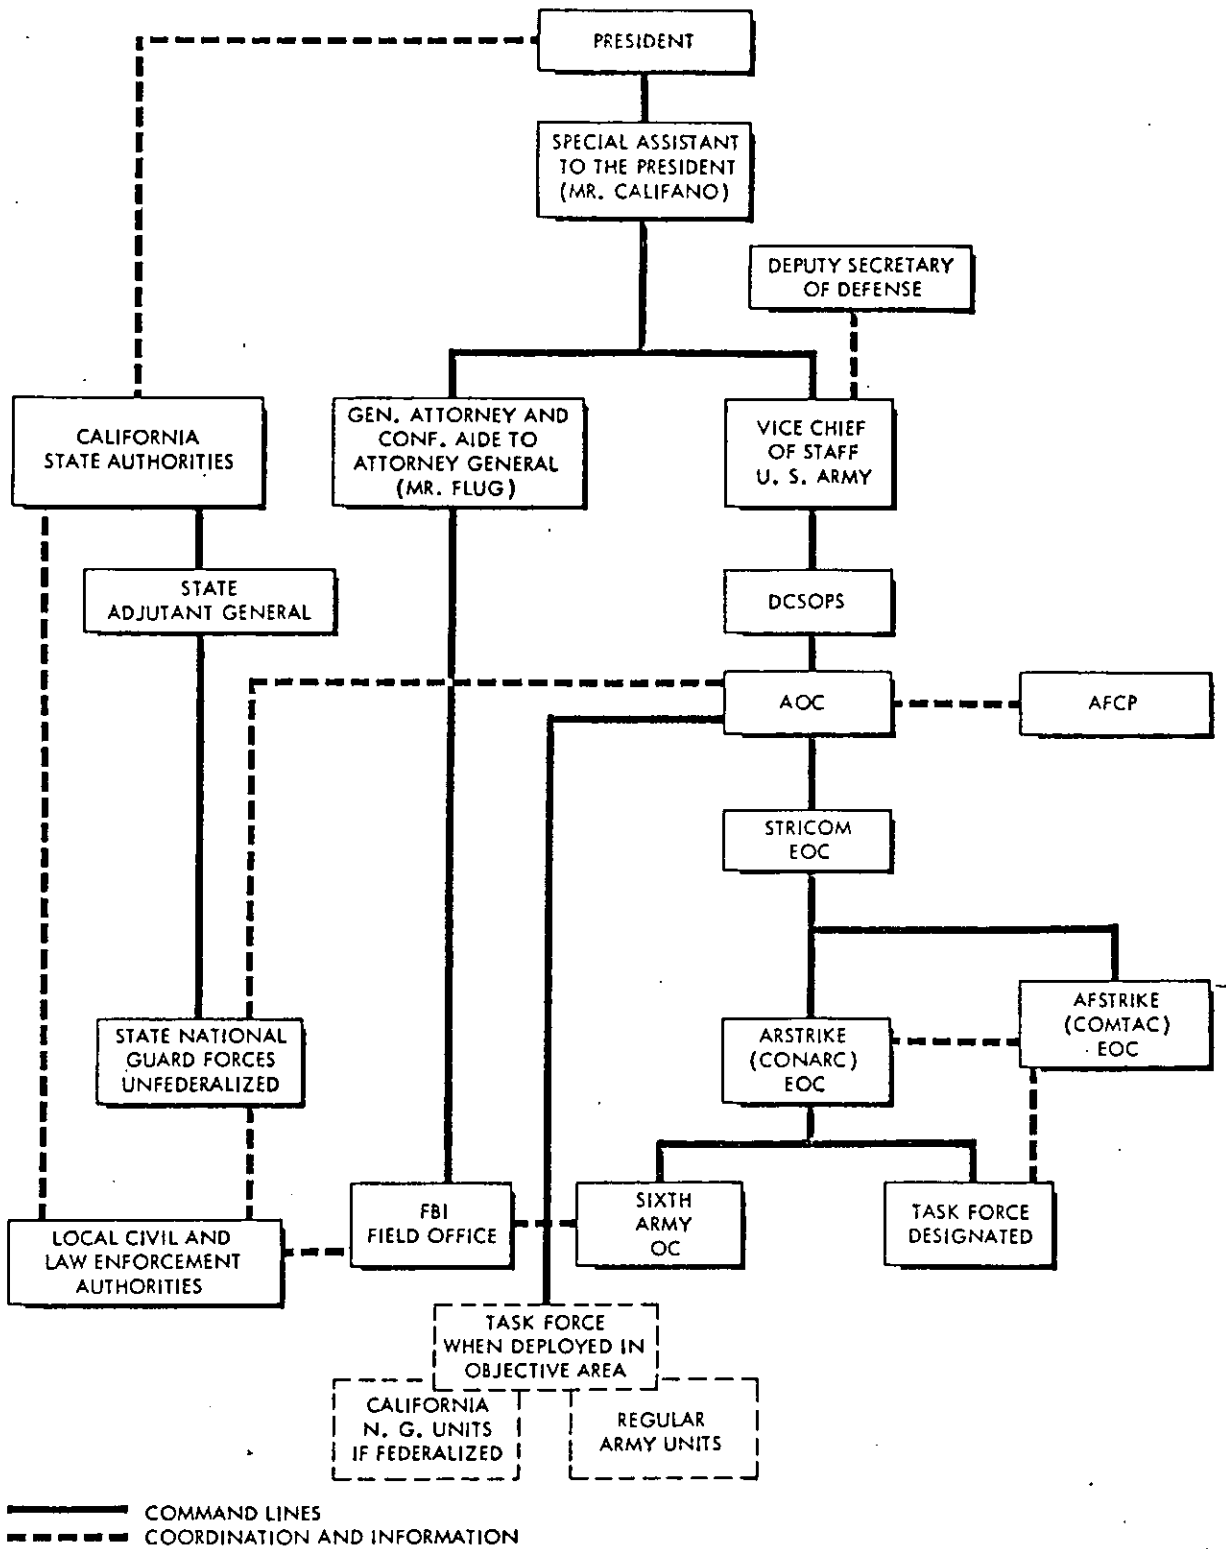 PRESIDENT
SPECIAL ASSISTANT
TO THE PRESIDENT
(MR. CALIFANO)
DEPUTY SECRETARY
OF DEFENSE
CALIFORNIA
STATE AUTHORITIES
GEN. ATTORNEY AND
CONF. AIDE TO
ATTORNEY GENERAL
(MR. FLUG)
VICE CHIEF
OF STAFF
U. S. ARMY
STATE
ADJUTANT GENERAL
DCSOPS
AOC
AFCP
STRICOM
EOC
STATE NATIONAL
GUARD FORCES
UNFEDERALIZED
ARSTRIKE
(CONARC)
EOC
AFSTRIKE
(COMTAC)
EOC
LOCAL CIVIL AND
LAW ENFORCEMENT
AUTHORITIES
FBI
FIELD OFFICE
SIXTH
ARMY
OC
TASK FORCE
DESIGNATED
TASK FORCE
WHEN DEPLOYED IN
OBJECTIVE AREA
CALIFORNIA
N. G. UNITS
IF FEDERALIZED
REGULAR
ARMY UNITS
COMMAND LINES
COORDINATION AND INFORMATION